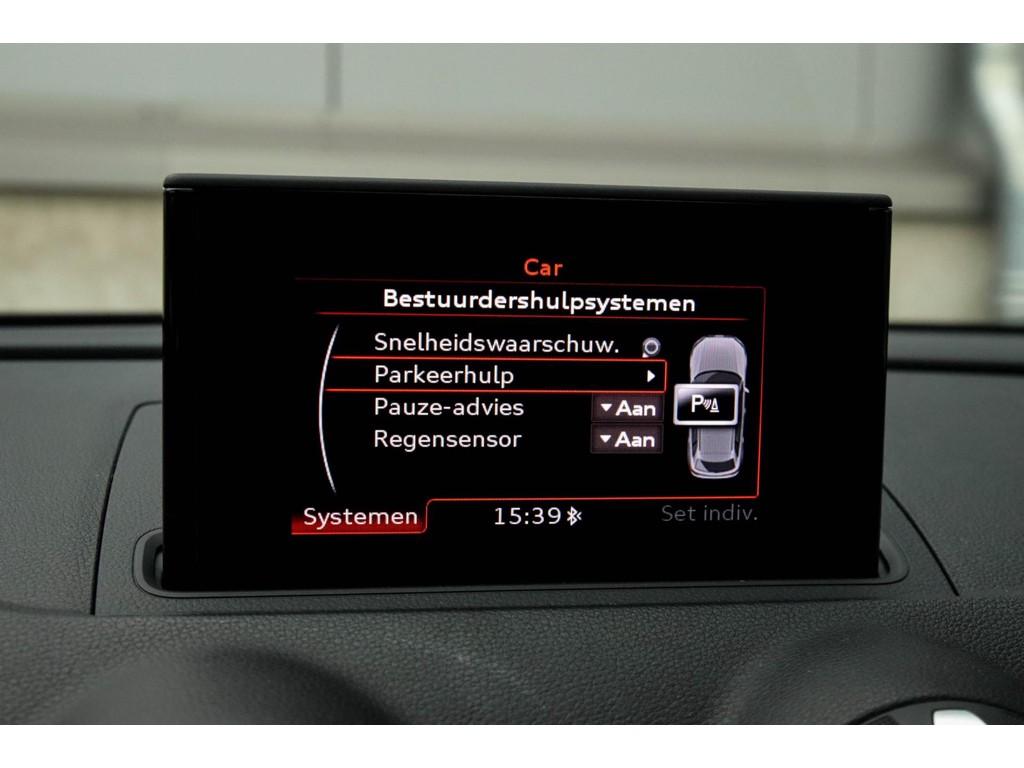 Car
Bestuurdershulpsystemen
Snelheidswaarschuw.
Parkeerhulp
Pauze-advies Aan
Regensensor Aan
P
Systemen 15:39 Set indiv.